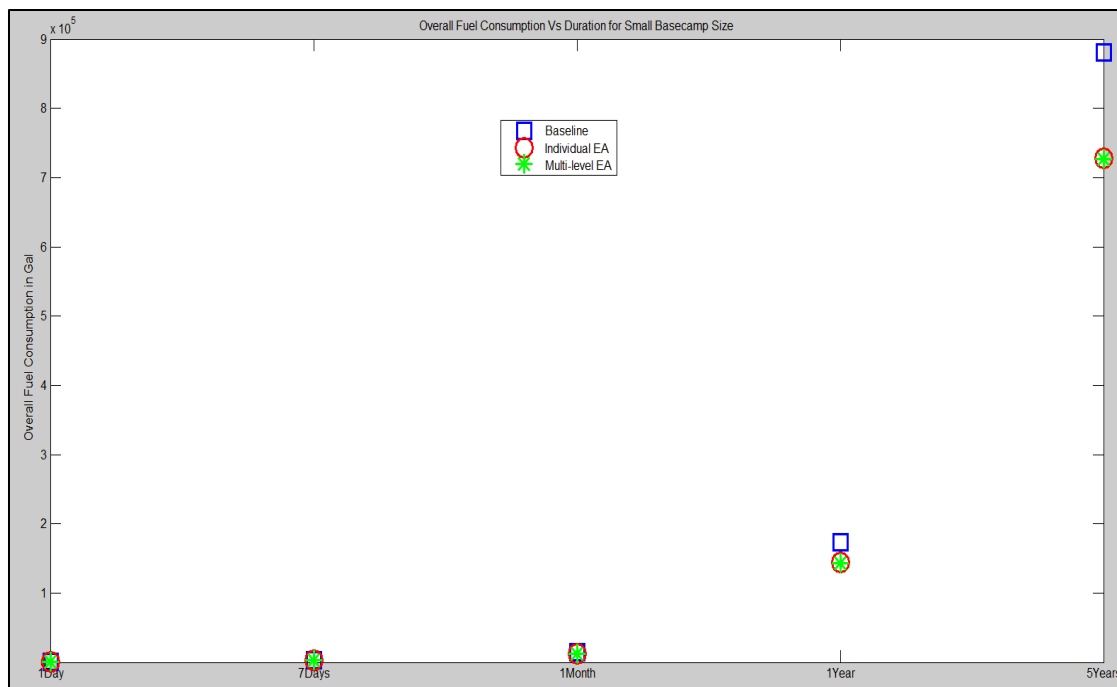 Overall Fuel Consumption Vs Duration for Small Basecamp Size
x 10^5
9
8
7
6
5
4
3
2
1
Overall Fuel Consumption in Gal
Baseline
Individual EA
Multi-level EA
1Day
7Days
1Month
1Year
5Years